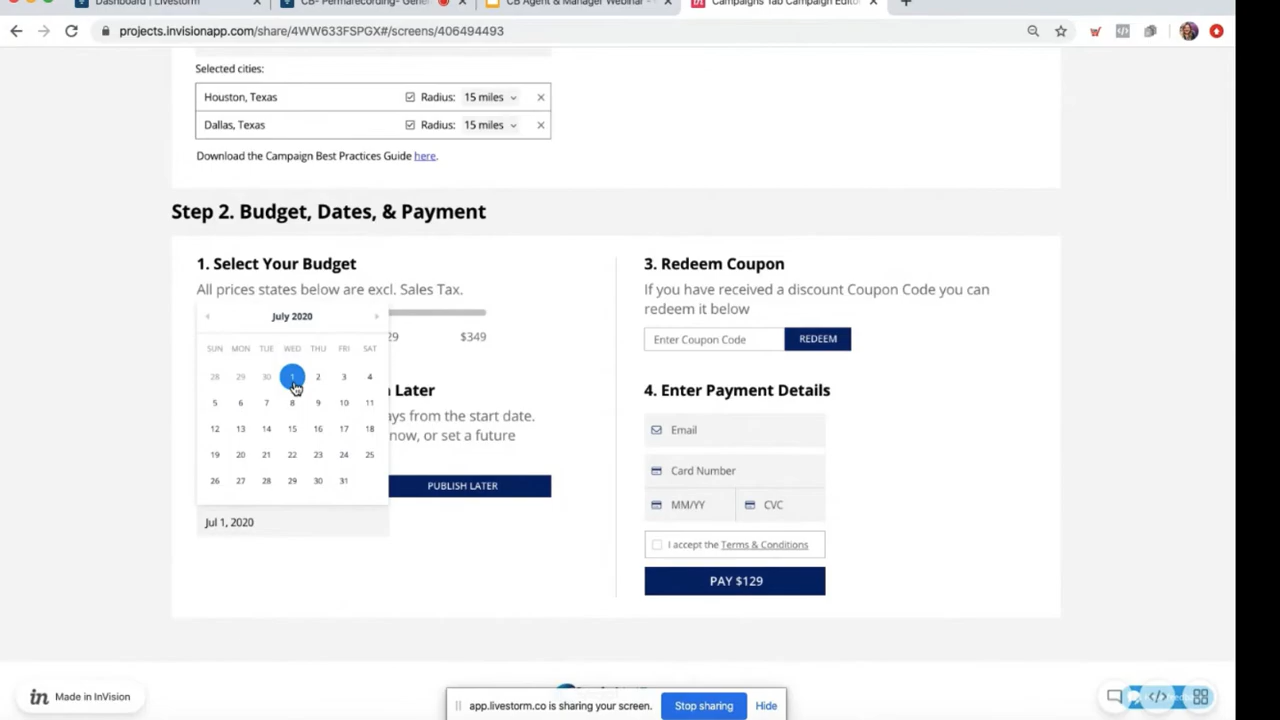 Dashboard | Livestorm
CB- Permarecording- Gene
CB Agent & Manager Webinar -
Campaigns Tab Campaign Editor
projects.invisionapp.com/share/4WW633FSPGX#/screens/406494493
Selected cities:
Houston, Texas Radius: 15 miles
Dallas, Texas Radius: 15 miles
Download the Campaign Best Practices Guide here.
Step 2. Budget, Dates, & Payment
1. Select Your Budget
All prices states below are excl. Sales Tax.
29 $349
July 2020
SUN MON TUE WED THU FRI SAT
28 29 30 1 2 3 4
5 6 7 8 9 10 11
12 13 14 15 16 17 18
19 20 21 22 23 24 25
26 27 28 29 30 31
Later
ays from the start date.
now, or set a future
PUBLISH LATER
Jul 1, 2020
3. Redeem Coupon
If you have received a discount Coupon Code you can
redeem it below
Enter Coupon Code REDEEM
4. Enter Payment Details
Email
Card Number
MM/YY CVC
I accept the Terms & Conditions
PAY $129
in Made in InVision
app.livestorm.co is sharing your screen. Stop sharing Hide